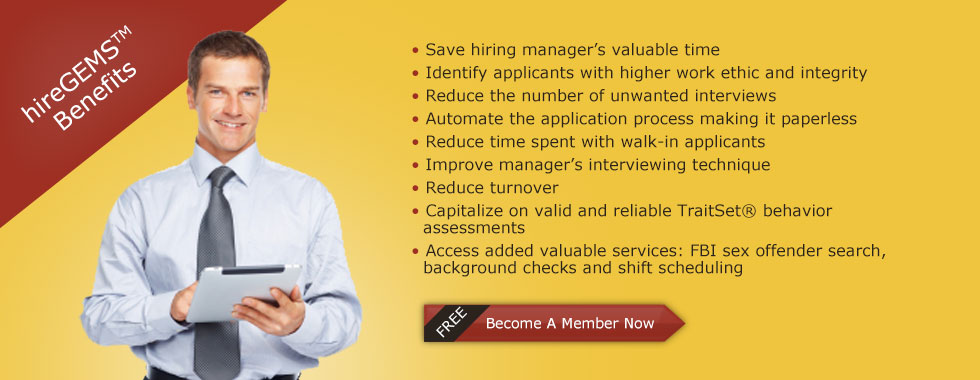 hireGEMS™
Benefits
• Save hiring manager's valuable time
• Identify applicants with higher work ethic and integrity
• Reduce the number of unwanted interviews
• Automate the application process making it paperless
• Reduce time spent with walk-in applicants
• Improve manager's interviewing technique
• Reduce turnover
• Capitalize on valid and reliable TraitSet® behavior
assessments
• Access added valuable services: FBI sex offender search,
background checks and shift scheduling
FREE Become A Member Now